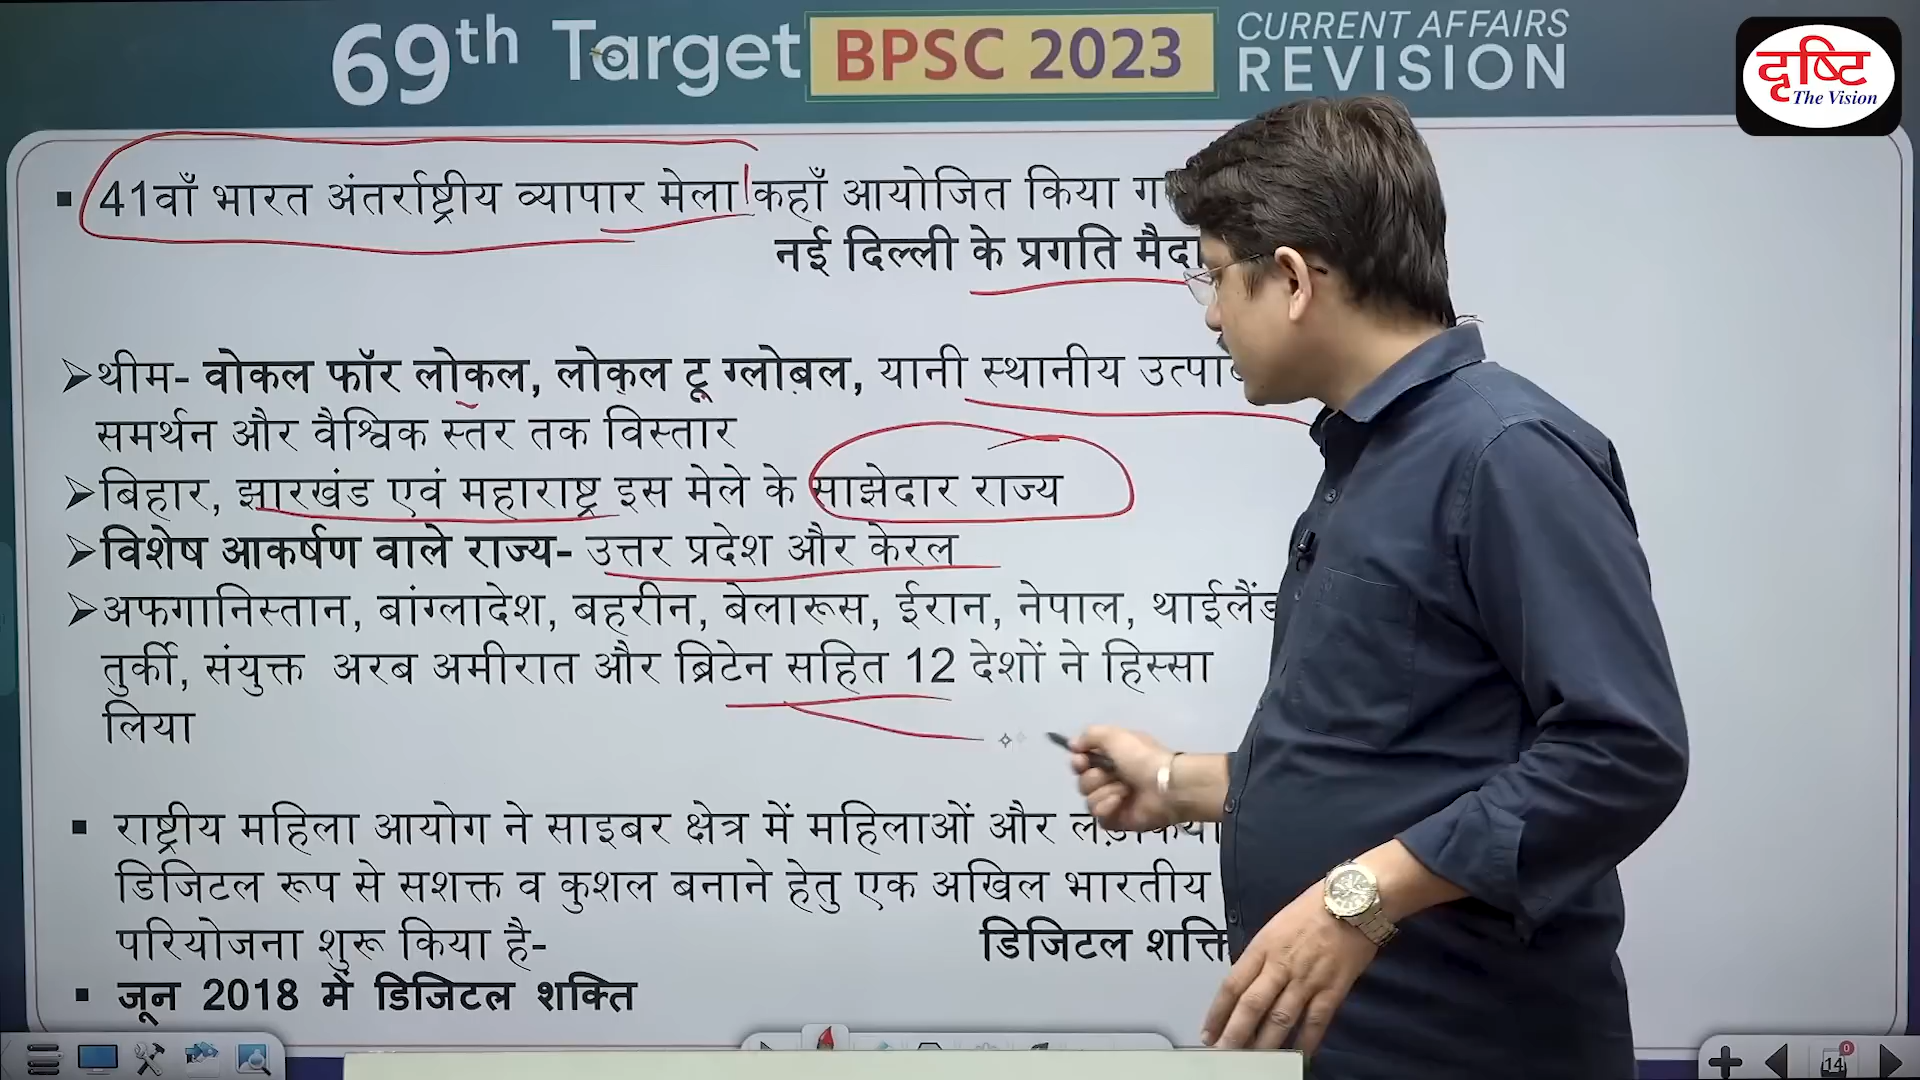 69th Target BPSC 2023 CURRENT AFFAIRS
REVISION
दृष्टि
The Vision
41वाँ भारत अंतर्राष्ट्रीय व्यापार मेला कहाँ आयोजित किया
नई दिल्ली के प्रगति
थीम- वोकल फॉर लोकल, लोकल टू ग्लोबल, यानी स्थानीय
समर्थन और वैश्विक स्तर तक विस्तार
बिहार, झारखंड एवं महाराष्ट्र इस मेले के साझेदार राज्य
विशेष आकर्षण वाले राज्य- उत्तर प्रदेश और केरल
अफगानिस्तान, बांग्लादेश, बहरीन, बेलारूस, ईरान, नेपाल, थाईलैंड
तुर्की, संयुक्त अरब अमीरात और ब्रिटेन सहित 12 देशों ने हिस्सा
लिया
राष्ट्रीय महिला आयोग ने साइबर क्षेत्र में महिलाओं और
डिजिटल रूप से सशक्त व कुशल बनाने हेतु एक अखिल भारतीय
परियोजना शुरू किया है- डिजिटल शक्ति
जून 2018 में डिजिटल शक्ति
14
0